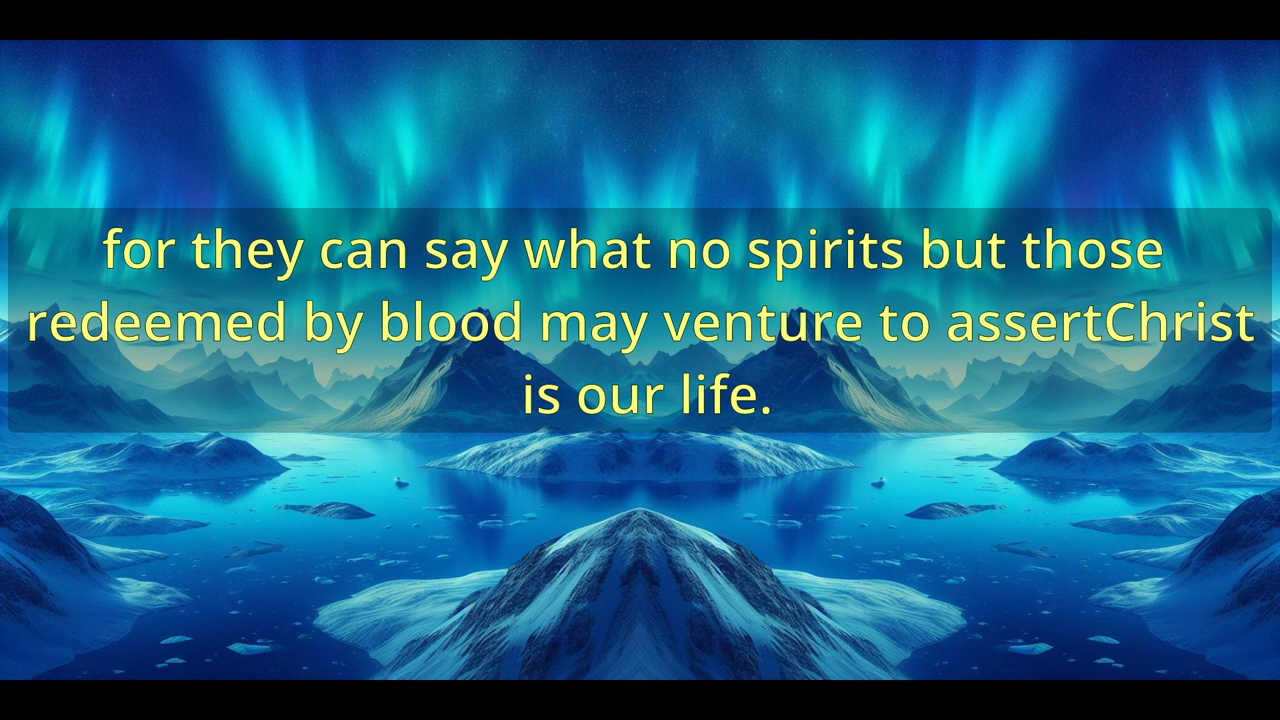 for they can say what no spirits but those
redeemed by blood may venture to assertChrist
is our life.